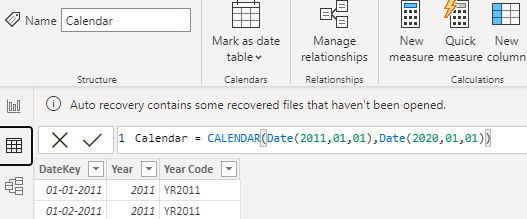 Name Calendar
Mark as date table
Manage relationships
New measure
Quick measure
New column
Structure
Calendars
Relationships
Calculations
Auto recovery contains some recovered files that haven't been opened.
1 Calendar = CALENDAR(Date(2011,01,01),Date(2020,01,01))
DateKey Year Year Code
01-01-2011 2011 YR2011
01-02-2011 2011 YR2011